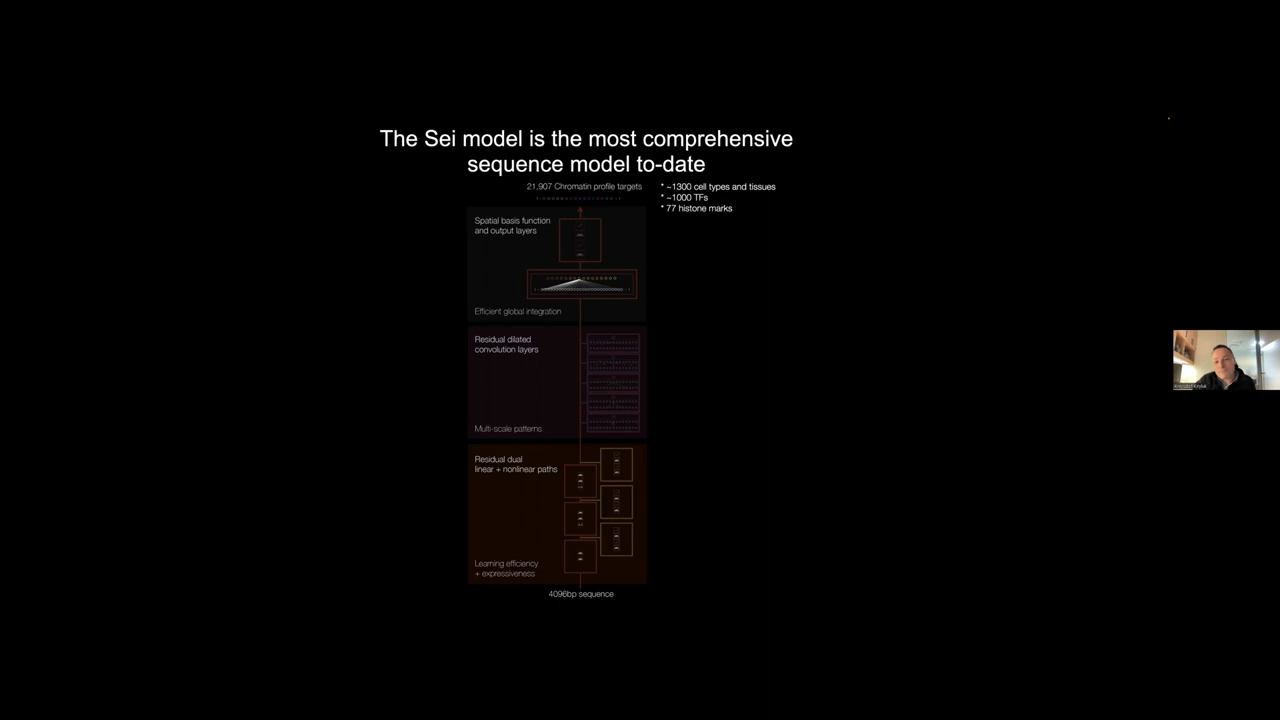 The Sei model is the most comprehensive
sequence model to-date
21,907 Chromatin profile targets
* ~1300 cell types and tissues
* ~1000 TFs
* 77 histone marks
Spatial basis function
and output layers
Efficient global integration
Residual dilated
convolution layers
Multi-scale patterns
Residual dual
linear + nonlinear paths
Learning efficiency
+ expressiveness
4096bp sequence